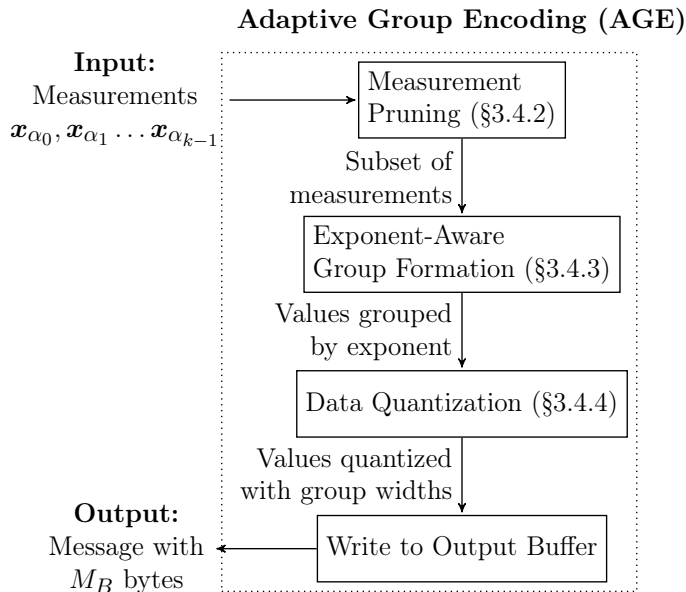 Adaptive Group Encoding (AGE)
Input:
Measurements
x_{α_0}, x_{α_1} … x_{α_{k−1}}
Measurement
Pruning (§3.4.2)
Subset of
measurements
Exponent-Aware
Group Formation (§3.4.3)
Values grouped
by exponent
Data Quantization (§3.4.4)
Values quantized
with group widths
Write to Output Buffer
Output:
Message with
M_B bytes